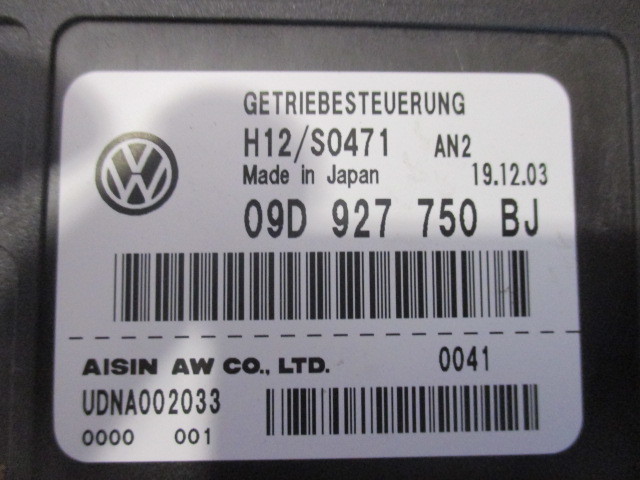 GETRIEBESTEUERUNG
H12/S0471 AN2
Made in Japan 19.12.03
09D 927 750 BJ
AISIN AW CO., LTD. 0041
UDNA002033
0000 001